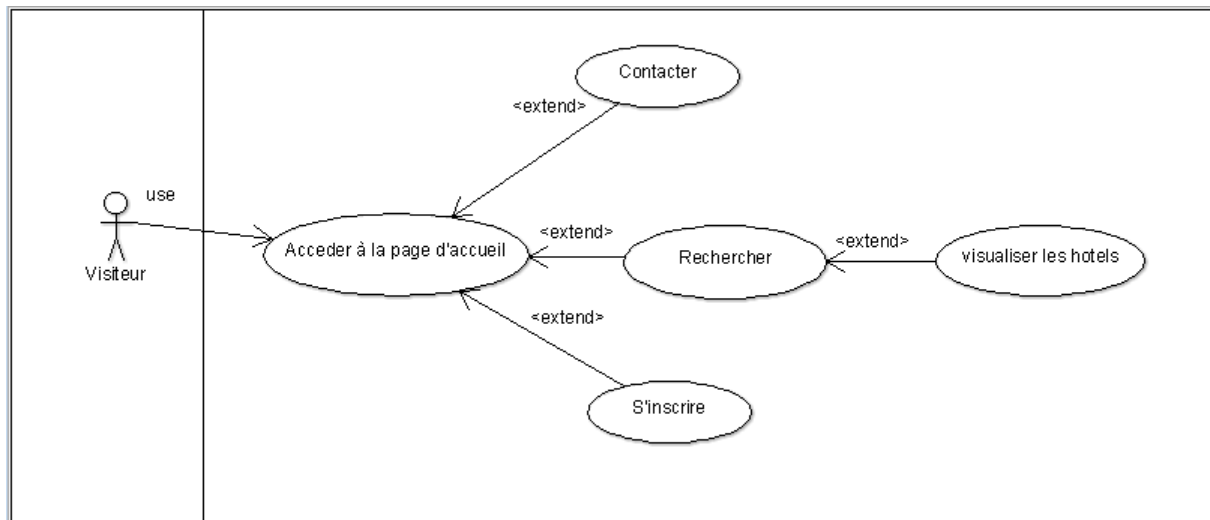 Contacter
<extend>
use
Visiteur
Acceder à la page d'accueil
<extend>
Rechercher
<extend>
visualiser les hotels
<extend>
S'inscrire